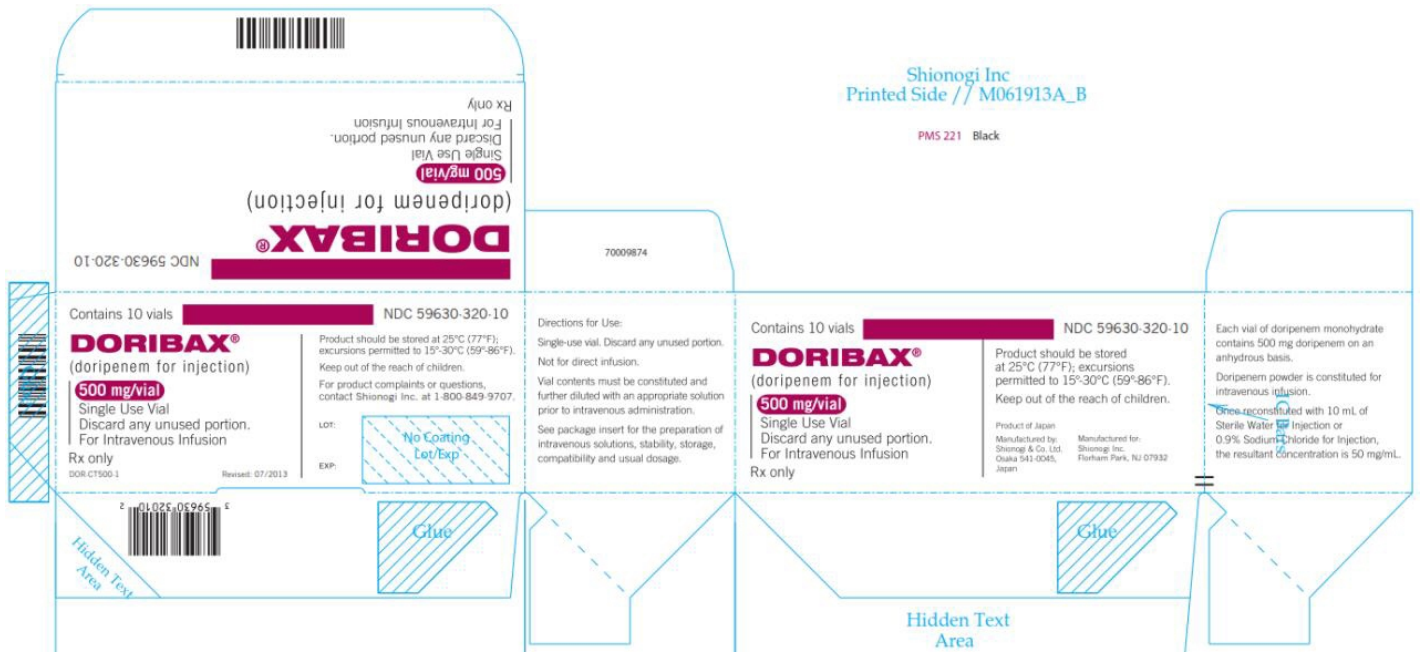 Shionogi Inc
Printed Side // M061913A_B
PMS 221 Black
Rx only
For Intravenous Infusion
Discard any unused portion.
Single Use Vial
500 mg/vial
(doripenem for injection)
DORIBAX®
NDC 59630-320-10
70009874
Contains 10 vials
NDC 59630-320-10
DORIBAX®
(doripenem for injection)
500 mg/vial
Single Use Vial
Discard any unused portion.
For Intravenous Infusion
Rx only
DOR-CT500-1
Revised: 07/2013
Product should be stored at 25°C (77°F);
excursions permitted to 15°-30°C (59°-86°F).
Keep out of the reach of children.
For product complaints or questions,
contact Shionogi Inc. at 1-800-849-9707.
LOT:
EXP:
No Coating
Lot/Exp
Directions for Use:
Single-use vial. Discard any unused portion.
Not for direct infusion.
Vial contents must be constituted and
further diluted with an appropriate solution
prior to intravenous administration.
See package insert for the preparation of
intravenous solutions, stability, storage,
compatibility and usual dosage.
Contains 10 vials
NDC 59630-320-10
DORIBAX®
(doripenem for injection)
500 mg/vial
Single Use Vial
Discard any unused portion.
For Intravenous Infusion
Rx only
Product should be stored
at 25°C (77°F); excursions
permitted to 15°-30°C (59°-86°F).
Keep out of the reach of children.
Product of Japan
Manufactured by:
Shionogi & Co. Ltd.
Osaka 541-0045,
Japan
Manufactured for:
Shionogi Inc.
Florham Park, NJ 07932
Each vial of doripenem monohydrate
contains 500 mg doripenem on an
anhydrous basis.
Doripenem powder is constituted for
intravenous infusion.
Once reconstituted with 10 mL of
Sterile Water for Injection or
0.9% Sodium Chloride for Injection,
the resultant concentration is 50 mg/mL.
Bars
3 59630 32010 2
Hidden Text
Area
Glue
Glue
Hidden Text
Area